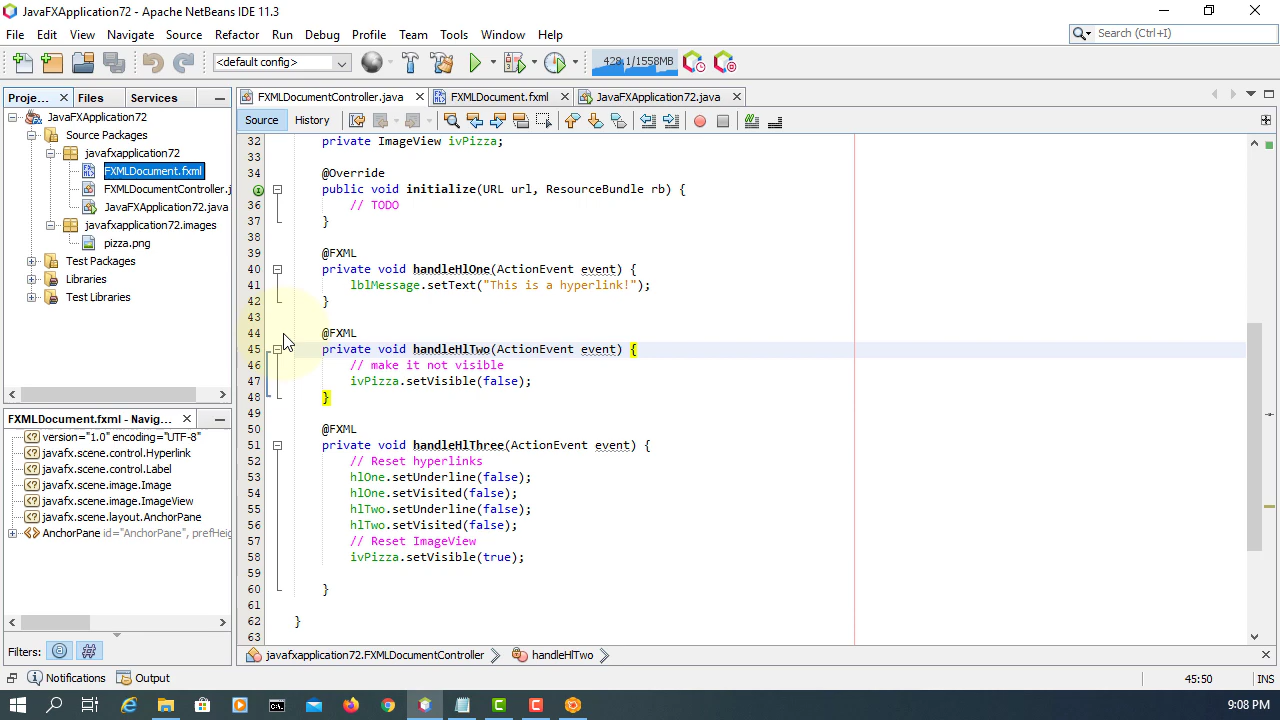 JavaFXApplication72 - Apache NetBeans IDE 11.3
File Edit View Navigate Source Refactor Run Debug Profile Team Tools Window Help
Search (Ctrl+I)
<default config>
428.1/1558MB
Proje...
Files
Services
JavaFXApplication72
Source Packages
javafxapplication72
FXMLDocument.fxml
FXMLDocumentController.j
JavaFXApplication72.java
javafxapplication72.images
pizza.png
Test Packages
Libraries
Test Libraries
FXMLDocument.fxml - Navig...
version="1.0" encoding="UTF-8"
javafx.scene.control.Hyperlink
javafx.scene.control.Label
javafx.scene.image.Image
javafx.scene.image.ImageView
javafx.scene.layout.AnchorPane
AnchorPane id="AnchorPane", prefHeig
Filters:
FXMLDocumentController.java
FXMLDocument.fxml
JavaFXApplication72.java
Source
History
32 private ImageView ivPizza;
33
34 @Override
public void initialize(URL url, ResourceBundle rb) {
36 // TODO
37 }
38
39 @FXML
40 private void handleHlOne(ActionEvent event) {
41 lblMessage.setText("This is a hyperlink!");
42 }
43
44 @FXML
45 private void handleHlTwo(ActionEvent event) {
46 // make it not visible
47 ivPizza.setVisible(false);
48 }
49
50 @FXML
51 private void handleHlThree(ActionEvent event) {
52 // Reset hyperlinks
53 hlOne.setUnderline(false);
54 hlOne.setVisited(false);
55 hlTwo.setUnderline(false);
56 hlTwo.setVisited(false);
57 // Reset ImageView
58 ivPizza.setVisible(true);
59
60 }
61
62 }
63
javafxapplication72.FXMLDocumentController
handleHlTwo
Notifications
Output
45:50
INS
9:08 PM